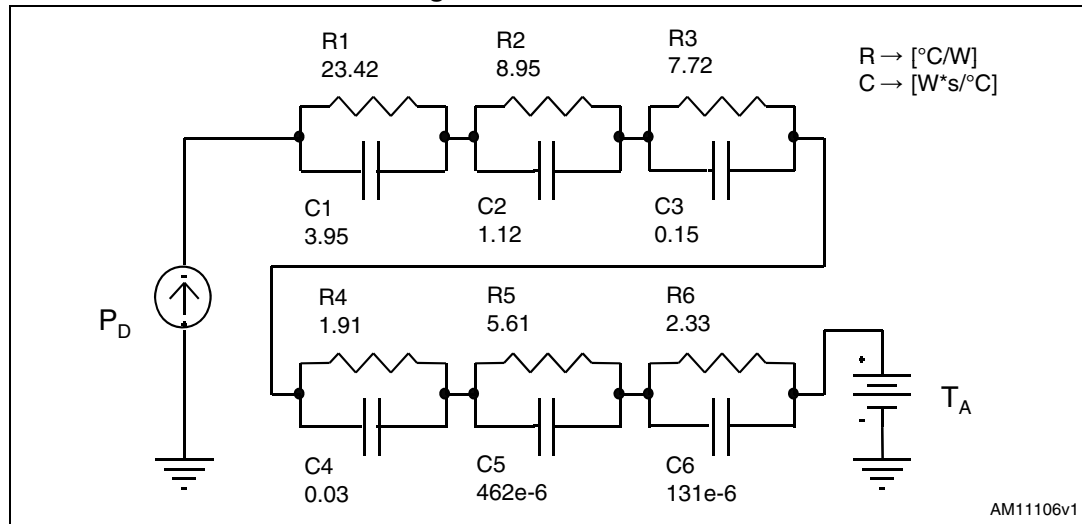 R1
23.42
R2
8.95
R3
7.72
R → [°C/W]
C → [W*s/°C]
C1
3.95
C2
1.12
C3
0.15
P_D
R4
1.91
R5
5.61
R6
2.33
+
-
T_A
C4
0.03
C5
462e-6
C6
131e-6
AM11106v1